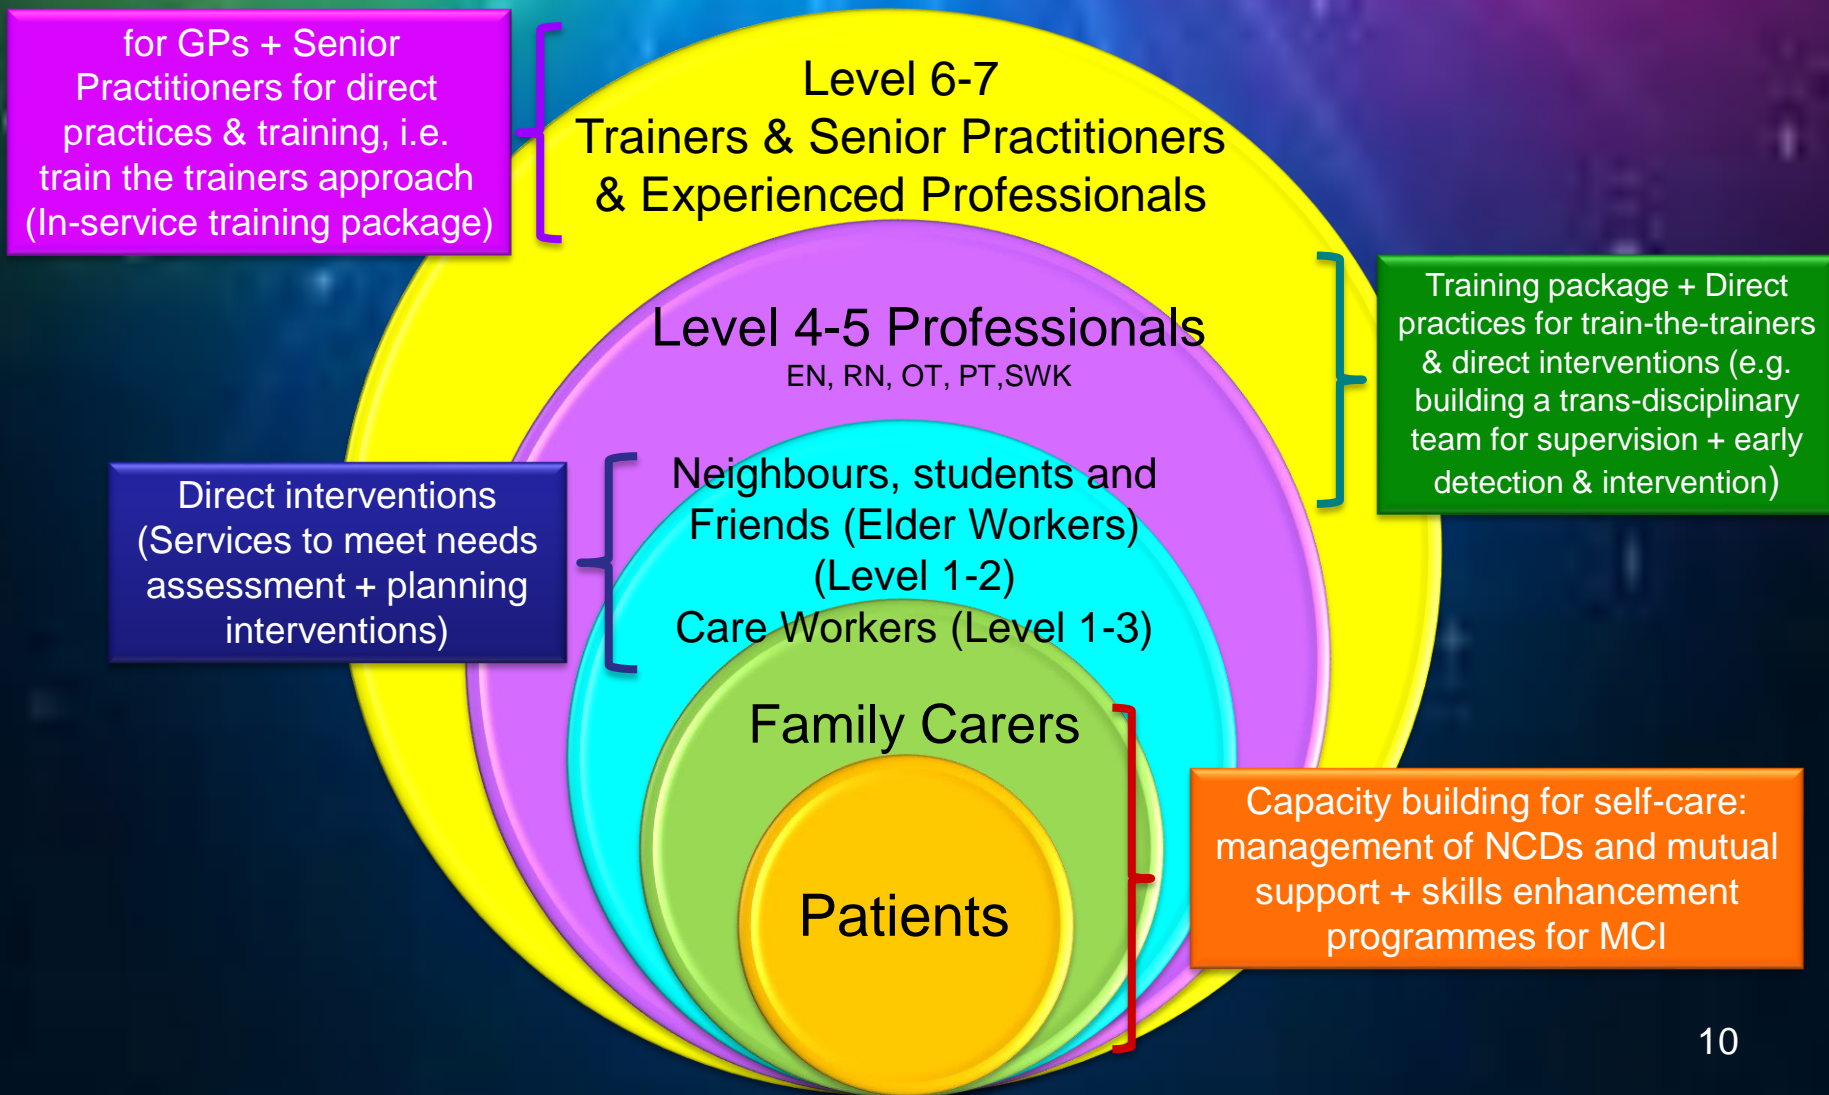 for GPs + Senior
Practitioners for direct
practices & training, i.e.
train the trainers approach
(In-service training package)
Level 6-7
Trainers & Senior Practitioners
& Experienced Professionals
Level 4-5 Professionals
EN, RN, OT, PT,SWK
Training package + Direct
practices for train-the-trainers
& direct interventions (e.g.
building a trans-disciplinary
team for supervision + early
detection & intervention)
Direct interventions
(Services to meet needs
assessment + planning
interventions)
Neighbours, students and
Friends (Elder Workers)
(Level 1-2)
Care Workers (Level 1-3)
Family Carers
Patients
Capacity building for self-care:
management of NCDs and mutual
support + skills enhancement
programmes for MCI
10